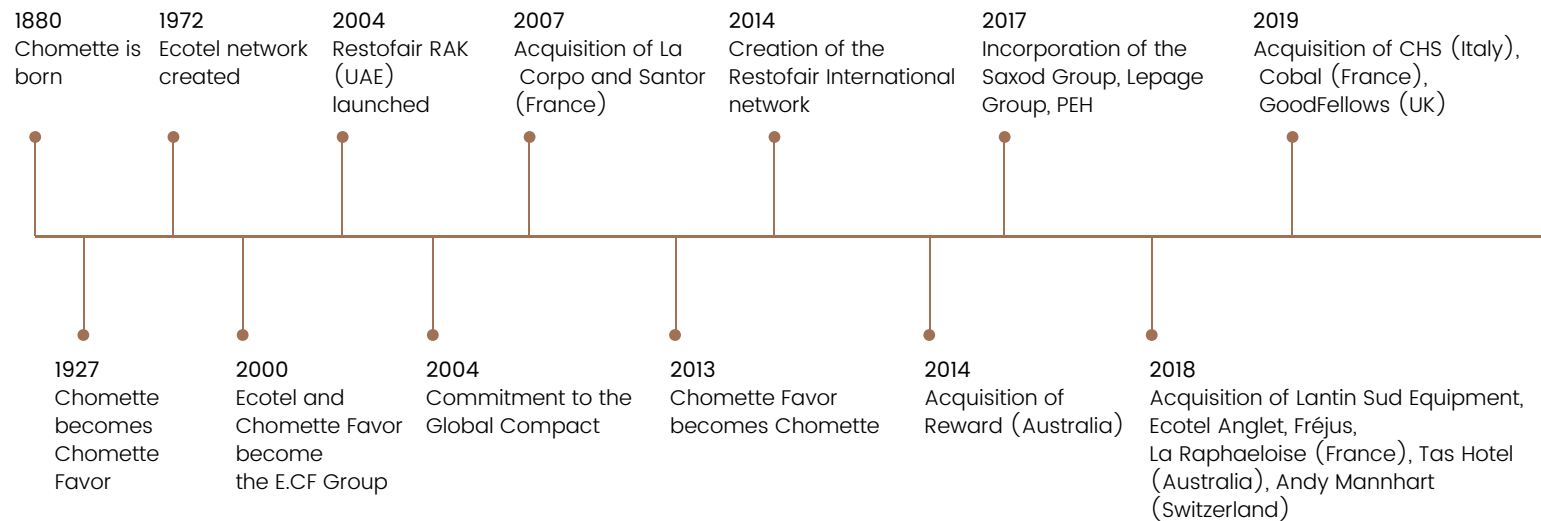 1880
Chomette is
born
1972
Ecotel network
created
2004
Restofair RAK
(UAE)
launched
2007
Acquisition of La
Corpo and Santor
(France)
2014
Creation of the
Restofair International
network
2017
Incorporation of the
Saxod Group, Lepage
Group, PEH
2019
Acquisition of CHS (Italy),
Cobal (France),
GoodFellows (UK)
1927
Chomette
becomes
Chomette
Favor
2000
Ecotel and
Chomette Favor
become
the E.CF Group
2004
Commitment to the
Global Compact
2013
Chomette Favor
becomes Chomette
2014
Acquisition of
Reward (Australia)
2018
Acquisition of Lantin Sud Equipment,
Ecotel Anglet, Fréjus,
La Raphaeloise (France), Tas Hotel
(Australia), Andy Mannhart
(Switzerland)